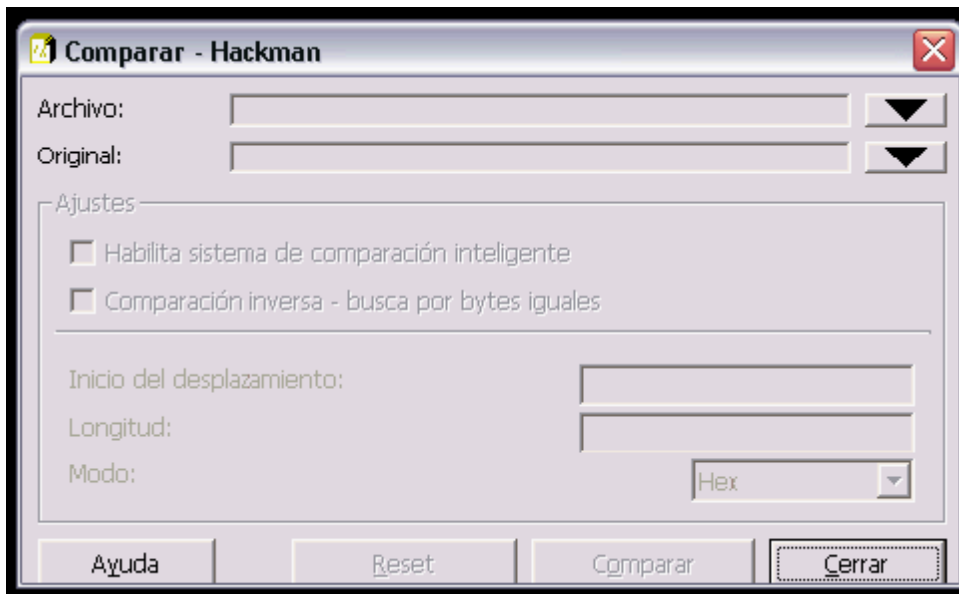 Comparar - Hackman
Archivo:
Original:
Ajustes
Habilita sistema de comparación inteligente
Comparación inversa - busca por bytes iguales
Inicio del desplazamiento:
Longitud:
Modo: Hex
Ayuda Reset Comparar Cerrar